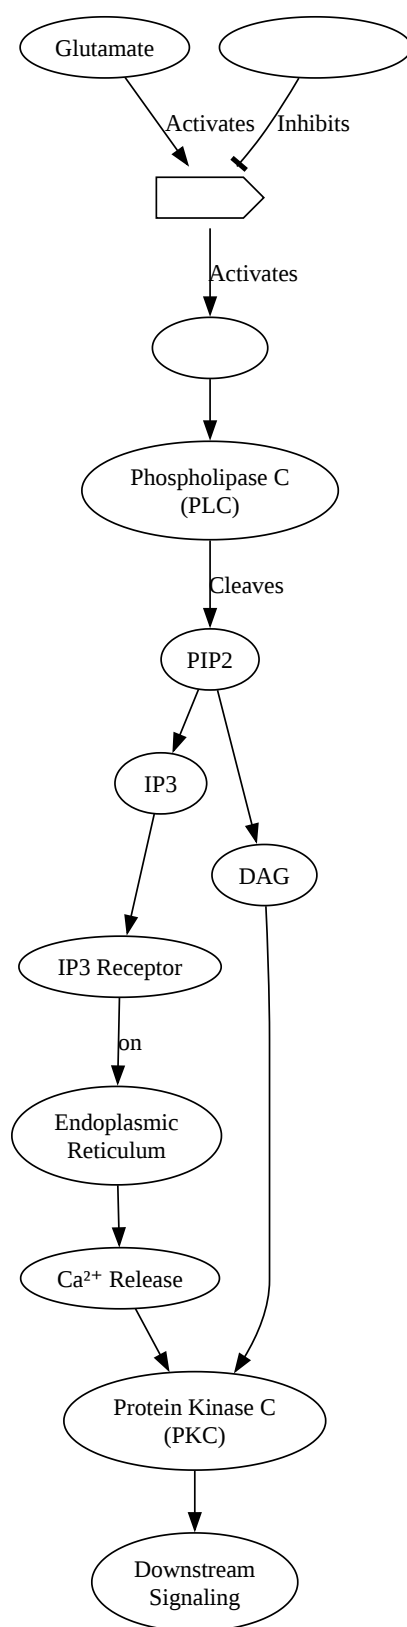 Glutamate
Activates
Inhibits
Activates
Phospholipase C
(PLC)
Cleaves
PIP2
IP3
DAG
IP3 Receptor
on
Endoplasmic
Reticulum
Ca²⁺ Release
Protein Kinase C
(PKC)
Downstream
Signaling